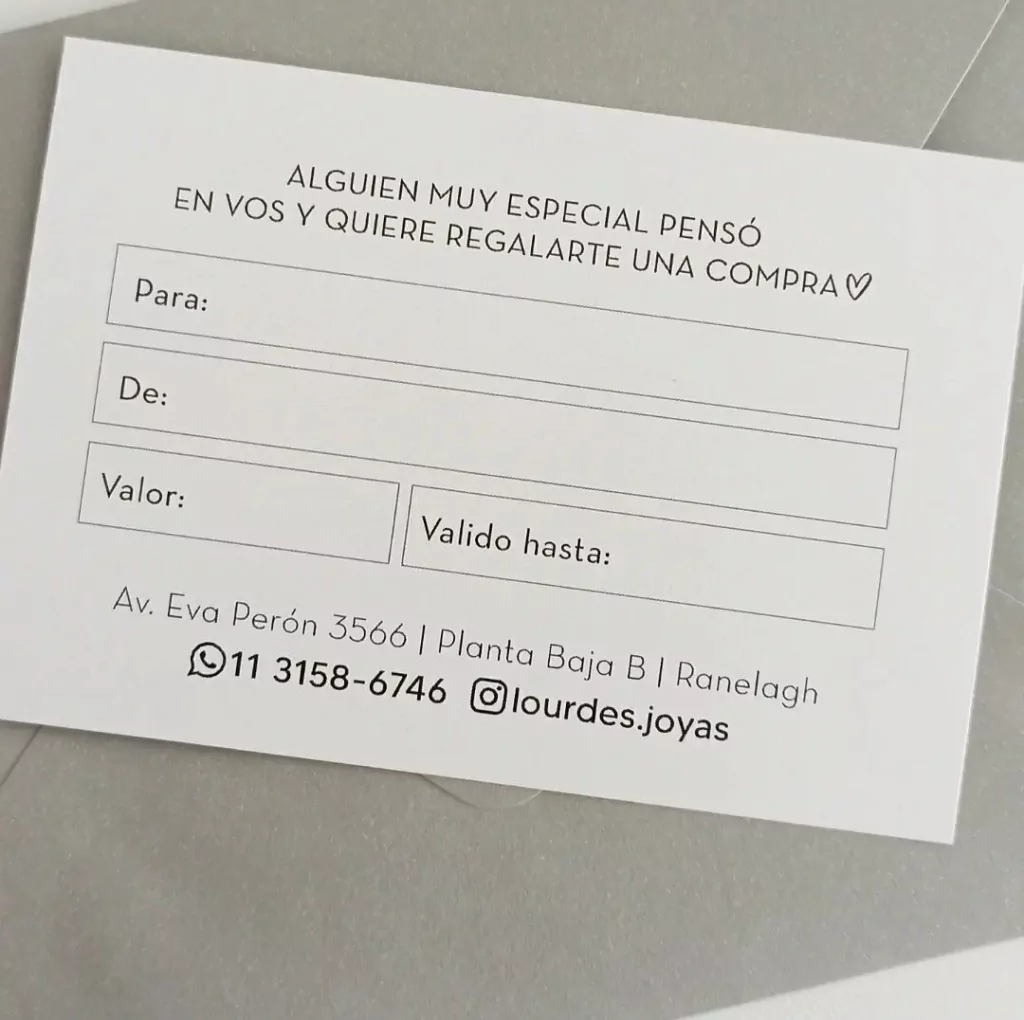 ALGUIEN MUY ESPECIAL PENSÓ
EN VOS Y QUIERE REGALARTE UNA COMPRA♡
Para:
De:
Valor:
Valido hasta:
Av. Eva Perón 3566 | Planta Baja B | Ranelagh
11 3158-6746 lourdes.joyas